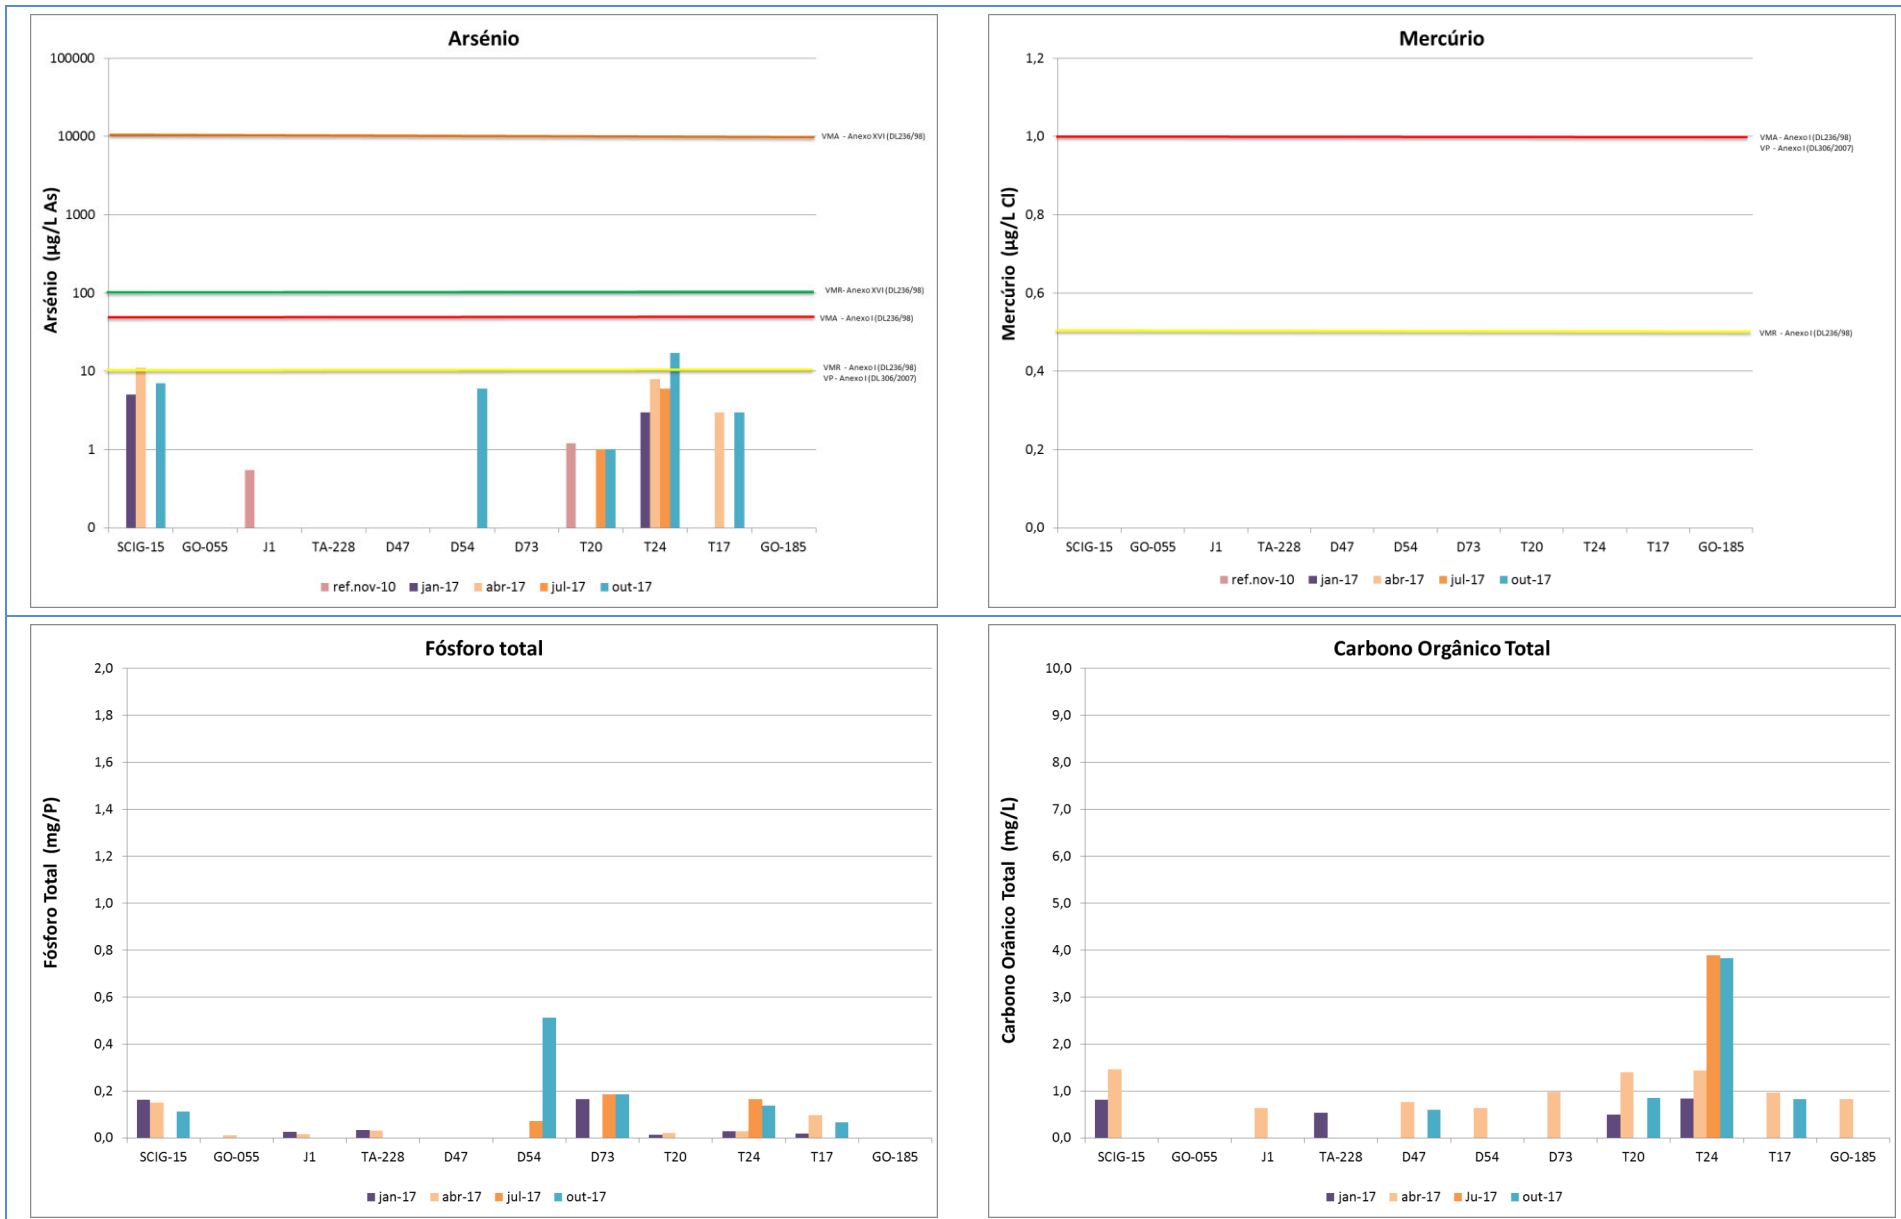 Arsénio
100000
10000
1000
100
10
1
0
Arsénio (µg/L As)
VMA - Anexo XVI (DL236/98)
VMR- Anexo XVI (DL236/98)
VMA - Anexo I (DL236/98)
VMR - Anexo I (DL236/98)
VP - Anexo I (DL306/2007)
SCIG-15 GO-055 J1 TA-228 D47 D54 D73 T20 T24 T17 GO-185
ref.nov-10 jan-17 abr-17 jul-17 out-17
Mercúrio
1,2
1,0
0,8
0,6
0,4
0,2
0,0
Mercúrio (µg/L Cl)
VMA - Anexo I (DL236/98)
VP - Anexo I (DL306/2007)
VMR - Anexo I (DL236/98)
SCIG-15 GO-055 J1 TA-228 D47 D54 D73 T20 T24 T17 GO-185
ref.nov-10 jan-17 abr-17 jul-17 out-17
Fósforo total
2,0
1,8
1,6
1,4
1,2
1,0
0,8
0,6
0,4
0,2
0,0
Fósforo Total (mg/P)
SCIG-15 GO-055 J1 TA-228 D47 D54 D73 T20 T24 T17 GO-185
jan-17 abr-17 jul-17 out-17
Carbono Orgânico Total
10,0
9,0
8,0
7,0
6,0
5,0
4,0
3,0
2,0
1,0
0,0
Carbono Orânico Total (mg/L)
SCIG-15 GO-055 J1 TA-228 D47 D54 D73 T20 T24 T17 GO-185
jan-17 abr-17 Ju-17 out-17